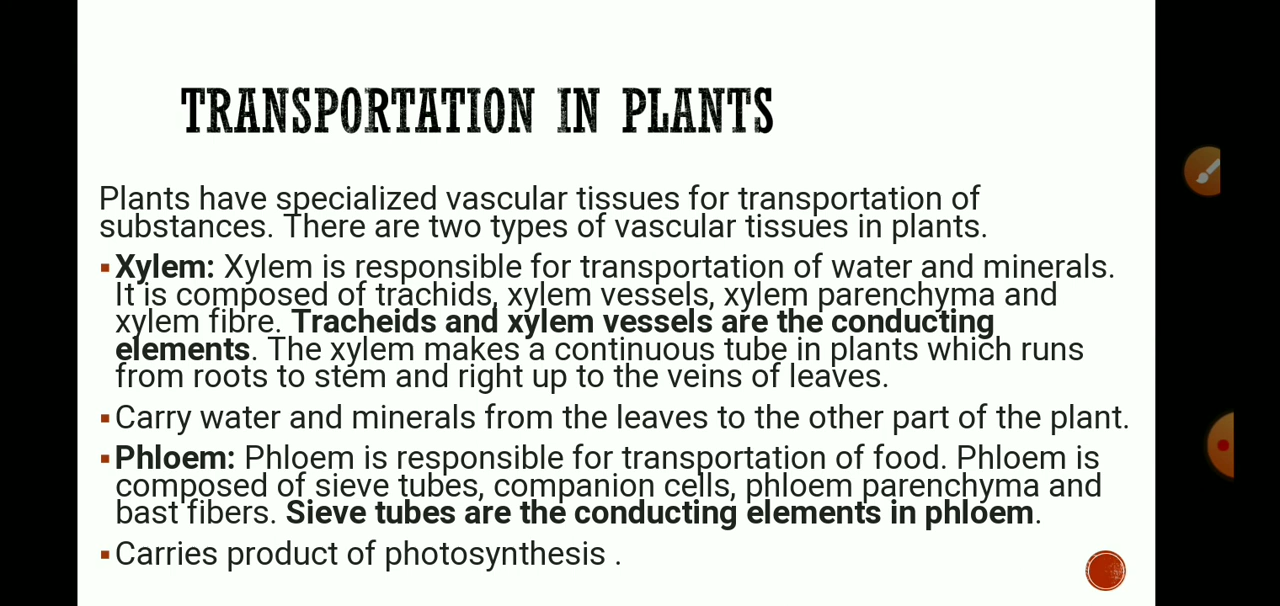 TRANSPORTATION IN PLANTS
Plants have specialized vascular tissues for transportation of
substances. There are two types of vascular tissues in plants.
▪Xylem: Xylem is responsible for transportation of water and minerals.
It is composed of trachids, xylem vessels, xylem parenchyma and
xylem fibre. Tracheids and xylem vessels are the conducting
elements. The xylem makes a continuous tube in plants which runs
from roots to stem and right up to the veins of leaves.
▪Carry water and minerals from the leaves to the other part of the plant.
▪Phloem: Phloem is responsible for transportation of food. Phloem is
composed of sieve tubes, companion cells, phloem parenchyma and
bast fibers. Sieve tubes are the conducting elements in phloem.
▪Carries product of photosynthesis .